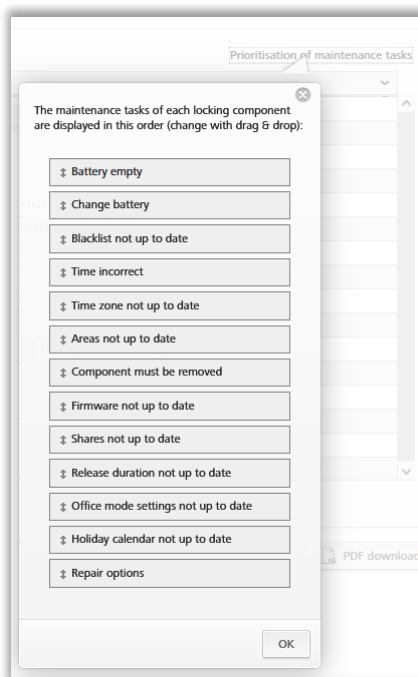 Prioritisation of maintenance tasks
The maintenance tasks of each locking component
are displayed in this order (change with drag & drop):
Battery empty
Change battery
Blacklist not up to date
Time incorrect
Time zone not up to date
Areas not up to date
Component must be removed
Firmware not up to date
Shares not up to date
Release duration not up to date
Office mode settings not up to date
Holiday calendar not up to date
PDF download
Repair options
OK